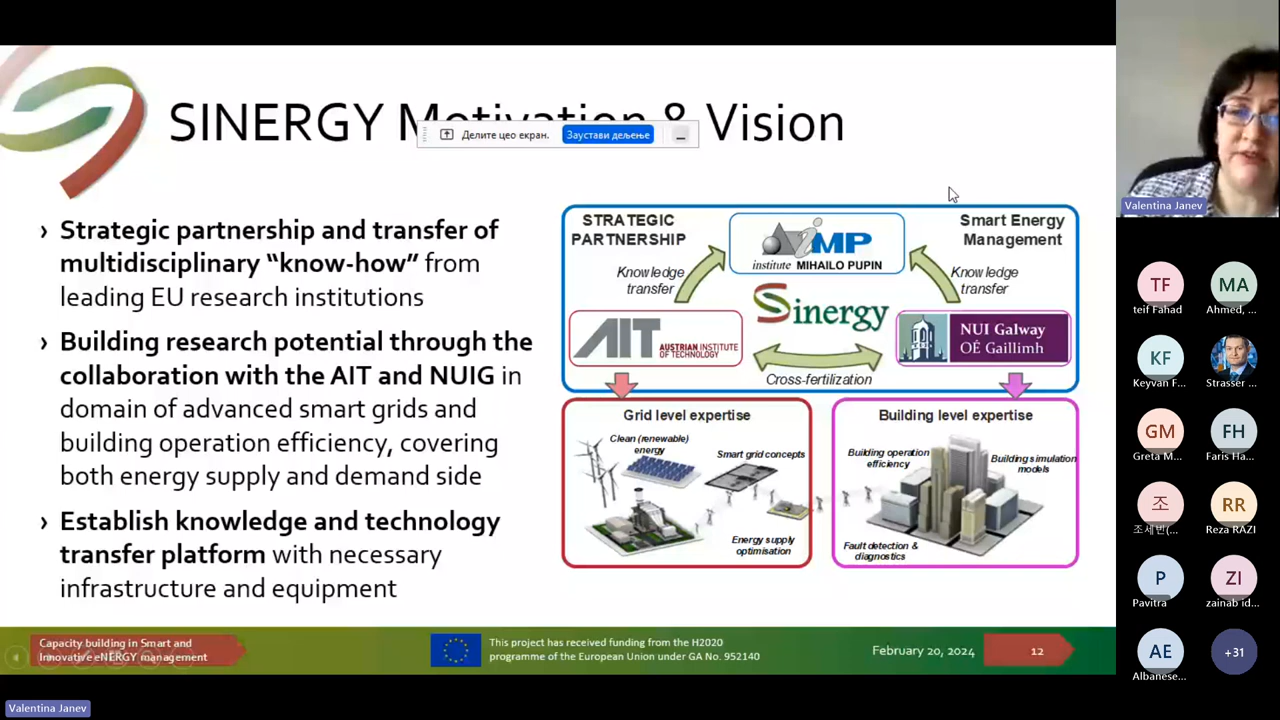 SINERGY Motivation & Vision
Делите цео екран.
Заустави дељење
› Strategic partnership and transfer of
multidisciplinary “know-how” from
leading EU research institutions
› Building research potential through the
collaboration with the AIT and NUIG in
domain of advanced smart grids and
building operation efficiency, covering
both energy supply and demand side
› Establish knowledge and technology
transfer platform with necessary
infrastructure and equipment
STRATEGIC
PARTNERSHIP
IMP
institute MIHAILO PUPIN
Smart Energy
Management
Knowledge
transfer
Knowledge
transfer
Sinergy
AIT
AUSTRIAN INSTITUTE
OF TECHNOLOGY
NUI Galway
OÉ Gaillimh
Cross-fertilization
Grid level expertise
Clean (renewable)
energy
Smart grid concepts
Energy supply
optimisation
Building level expertise
Building operation
efficiency
Building simulation
models
Fault detection &
diagnostics
Capacity building in Smart and
Innovative eNERGY management
This project has received funding from the H2020
programme of the European Union under GA No. 952140
February 20, 2024
12
Valentina Janev
Valentina Janev
TF
teif Fahad
MA
Ahmed, ...
KF
Keyvan F...
Strasser ...
GM
Greta M...
FH
Faris Ha...
조
조세빈(...
RR
Reza RAZI
P
Pavitra
ZI
zainab id...
AE
Albanese...
+31